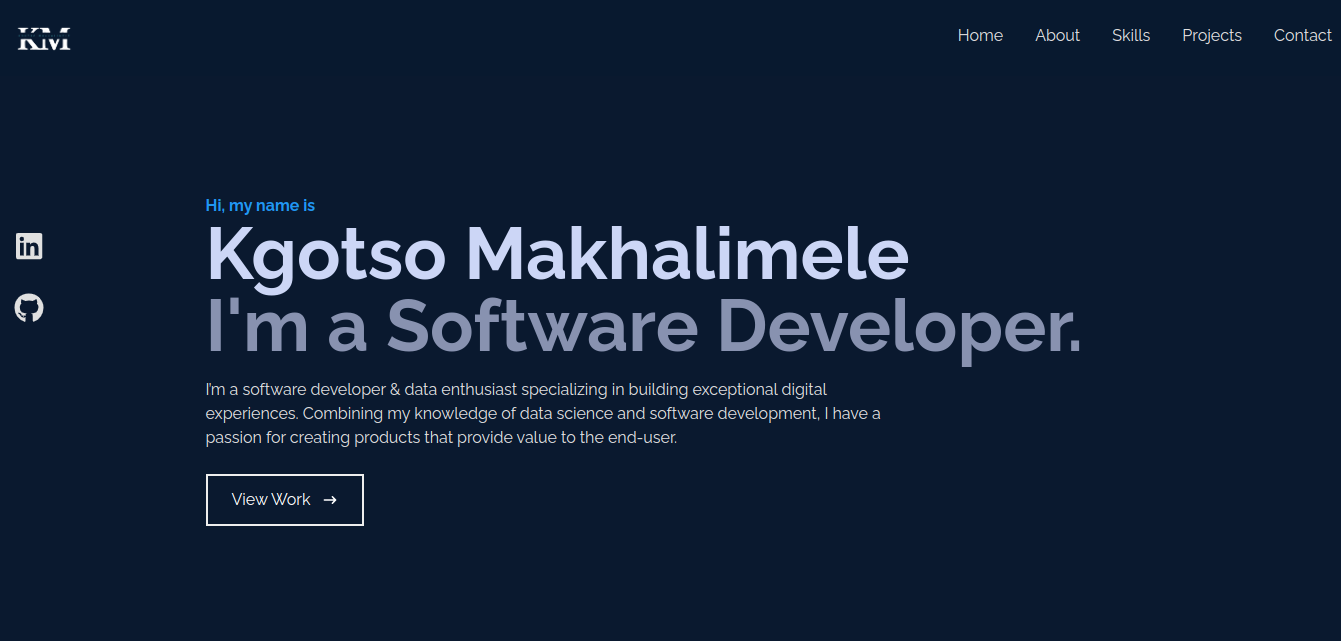 KM
Home About Skills Projects Contact
Hi, my name is
Kgotso Makhalimele
I'm a Software Developer.
in
I'm a software developer & data enthusiast specializing in building exceptional digital
experiences. Combining my knowledge of data science and software development, I have a
passion for creating products that provide value to the end-user.
View Work →